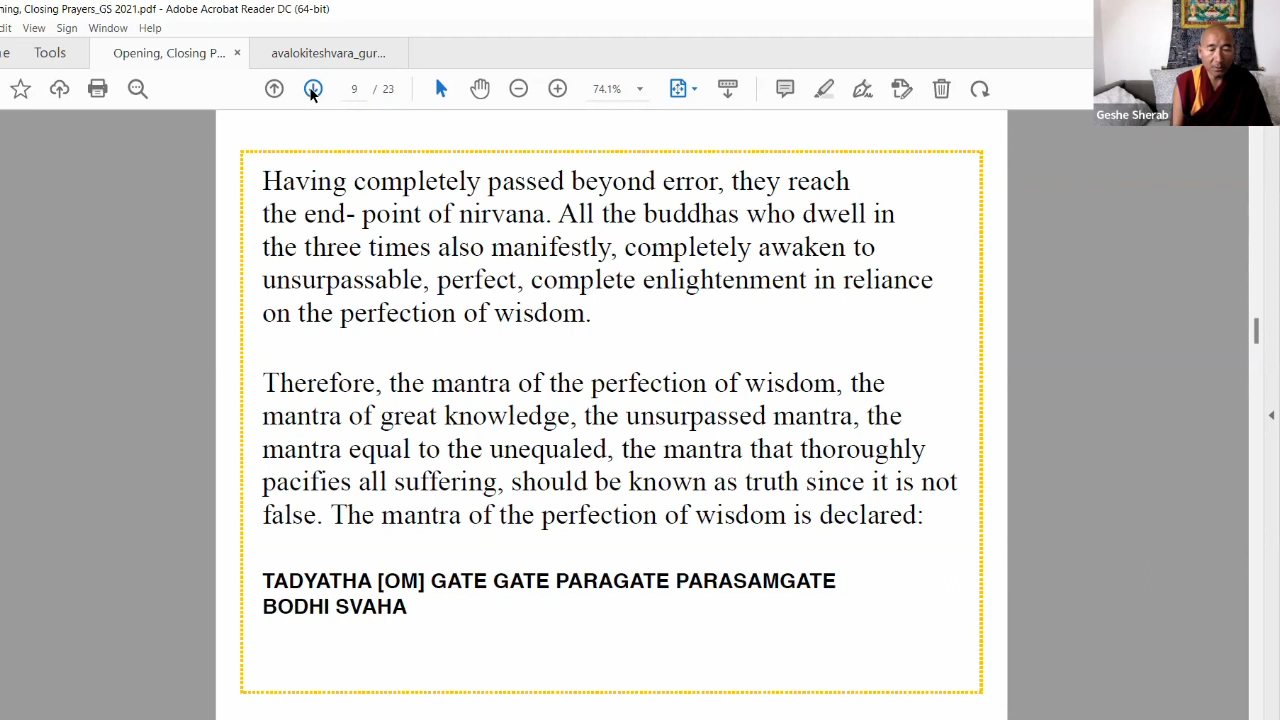 ning, Closing Prayers_GS 2021.pdf - Adobe Acrobat Reader DC (64-bit)
dit View Sign Window Help
e Tools Opening, Closing P... × avalokiteshvara_gur...
9 / 23 74.1%
Geshe Sherab
Having completely passed beyond error, they reach
the end- point of nirvana. All the buddhas who dwell in
the three times also manifestly, completely awaken to
unsurpassable, perfect, complete enlightenment in reliance
on the perfection of wisdom.
Therefore, the mantra of the perfection of wisdom, the
mantra of great knowledge, the unsurpassed mantra, the
mantra equal to the unequaled, the mantra that thoroughly
pacifies all suffering, should be known as truth since it is not
false. The mantra of the perfection of wisdom is declared:
TADYATHA [OM] GATE GATE PARAGATE PARASAMGATE
BODHI SVAHA